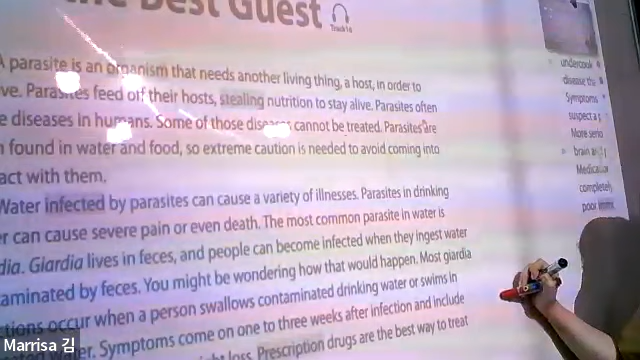 the Best Guest
Track16
A parasite is an organism that needs another living thing, a host, in order to
ve. Parasites feed off their hosts, stealing nutrition to stay alive. Parasites often
e diseases in humans. Some of those diseases cannot be treated. Parasites are
n found in water and food, so extreme caution is needed to avoid coming into
act with them.
Water infected by parasites can cause a variety of illnesses. Parasites in drinking
er can cause severe pain or even death. The most common parasite in water is
dia. Giardia lives in feces, and people can become infected when they ingest water
aminated by feces. You might be wondering how that would happen. Most giardia
ctions occur when a person swallows contaminated drinking water or swims in
water. Symptoms come on one to three weeks after infection and include
loss. Prescription drugs are the best way to treat
undercook
disease th
Symptoms
suspect a p
More serio
brain a
Medicat
completel
poor
Marrisa 김